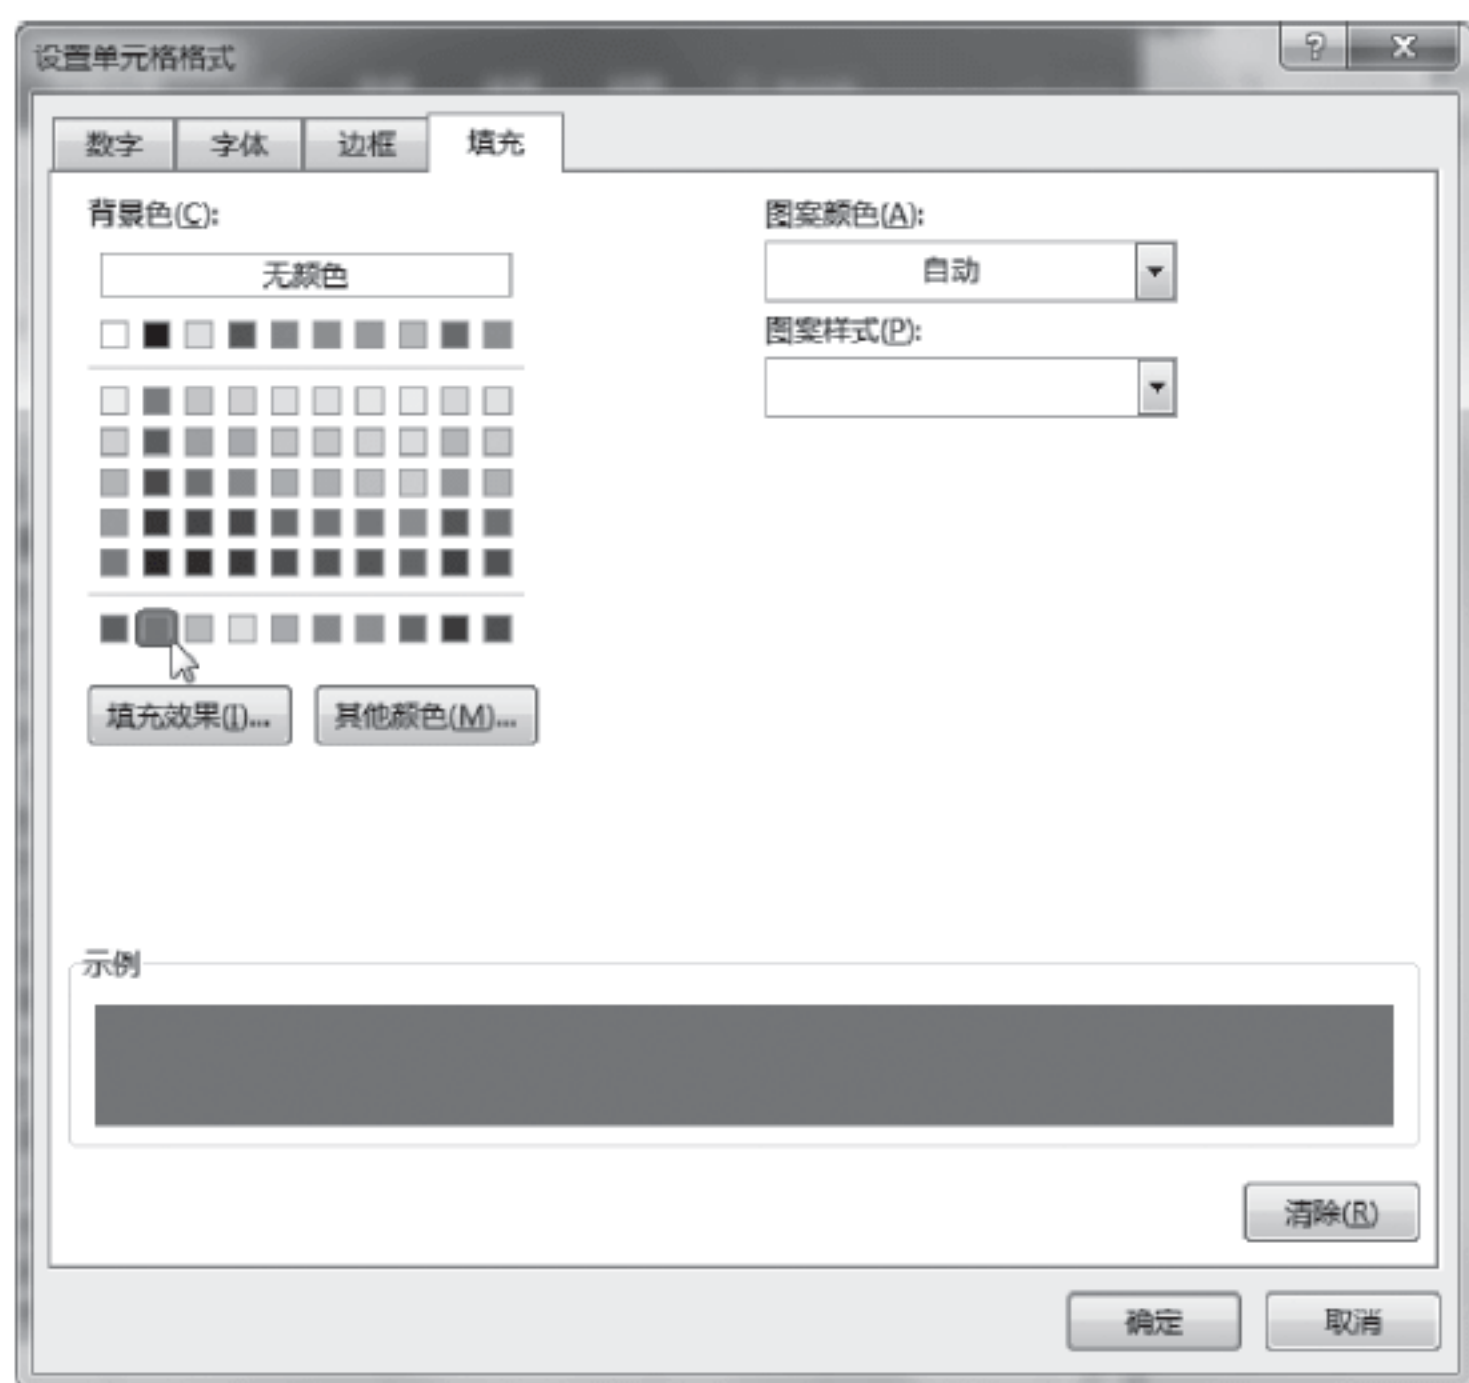 设置单元格格式
数字 字体 边框 填充
背景色(C):
无颜色
图案颜色(A):
自动
图案样式(P):
填充效果(I)... 其他颜色(M)...
示例
清除(R)
确定 取消